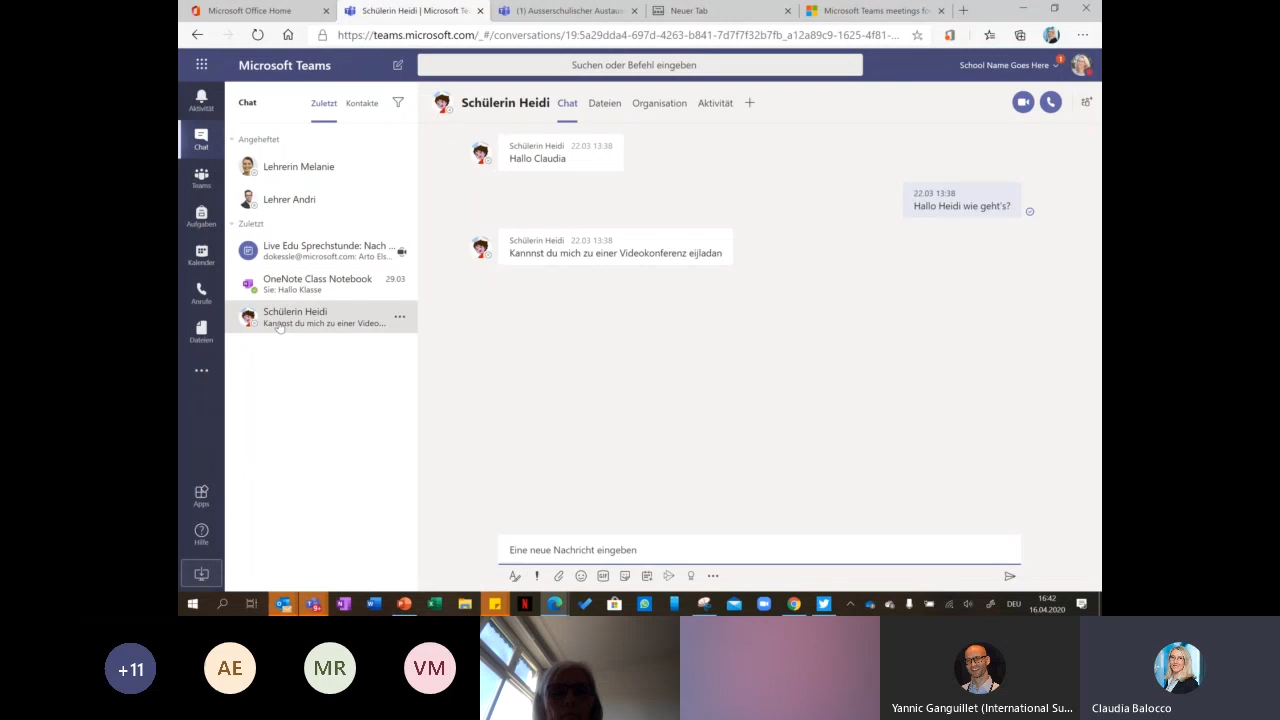 Microsoft Office Home
Schülerin Heidi | Microsoft Te
(1) Ausserschulischer Austaus
Neuer Tab
Microsoft Teams meetings fo
https://teams.microsoft.com/_#/conversations/19:5a29dda4-697d-4263-b841-7d7f7f32b7fb_a12a89c9-1625-4f81-...
Microsoft Teams
Suchen oder Befehl eingeben
School Name Goes Here
1
Aktivität
Chat
Teams
Aufgaben
Kalender
Anrufe
Dateien
Apps
Hilfe
Chat
Zuletzt
Kontakte
Angeheftet
Lehrerin Melanie
Lehrer Andri
Zuletzt
Live Edu Sprechstunde: Nach ...
dokessle@microsoft.com: Arto Els...
OneNote Class Notebook 29.03
Sie: Hallo Klasse
Schülerin Heidi
Kannnst du mich zu einer Video...
Schülerin Heidi
Chat
Dateien
Organisation
Aktivität
Schülerin Heidi 22.03 13:38
Hallo Claudia
22.03 13:38
Hallo Heidi wie geht's?
Schülerin Heidi 22.03 13:38
Kannnst du mich zu einer Videokonferenz eijladan
Eine neue Nachricht eingeben
GIF
9+
DEU
16:42
16.04.2020
+11
AE
MR
VM
Yannic Ganguillet (International Su...
Claudia Balocco